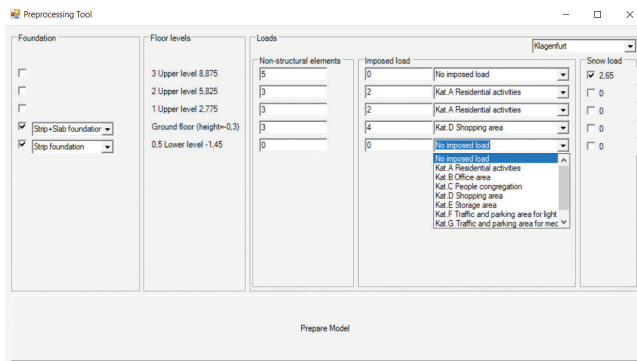 Preprocessing Tool
Foundation
Floor levels
Loads
Klagenfurt
Non-structural elements
Imposed load
Snow load
3 Upper level 8,875
5
0
No imposed load
2,65
2 Upper level 5,825
3
2
Kat.A Residential activities
0
1 Upper level 2,775
3
2
Kat.A Residential activities
0
Strip+Slab foundation
Ground floor (height=-0,3)
3
4
Kat.D Shopping area
0
Strip foundation
0,5 Lower level -1,45
0
0
No imposed load
0
No imposed load
Kat.A Residential activities
Kat.B Office area
Kat.C People congregation
Kat.D Shopping area
Kat.E Storage area
Kat.F Traffic and parking area for light
Kat.G Traffic and parking area for mec
Prepare Model